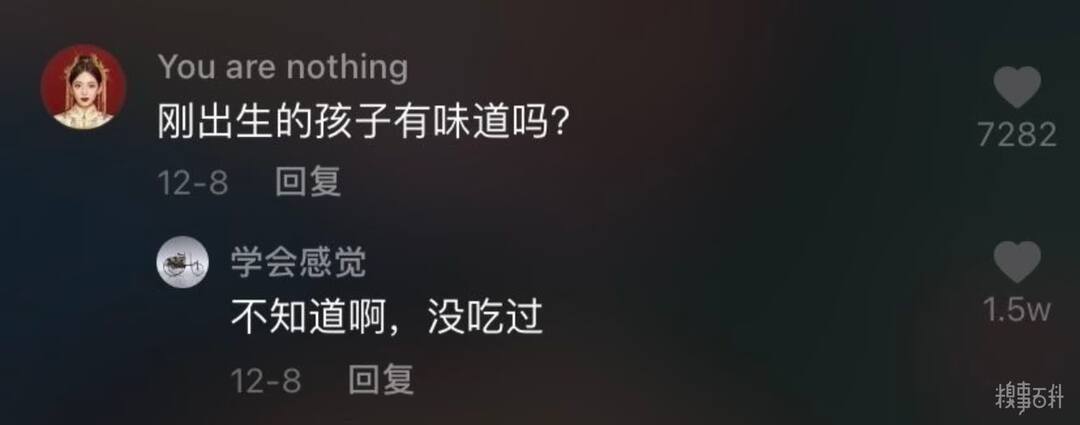 You are nothing
刚出生的孩子有味道吗?
7282
12-8 回复
学会感觉
不知道啊，没吃过
1.5w
12-8 回复
糗事百科